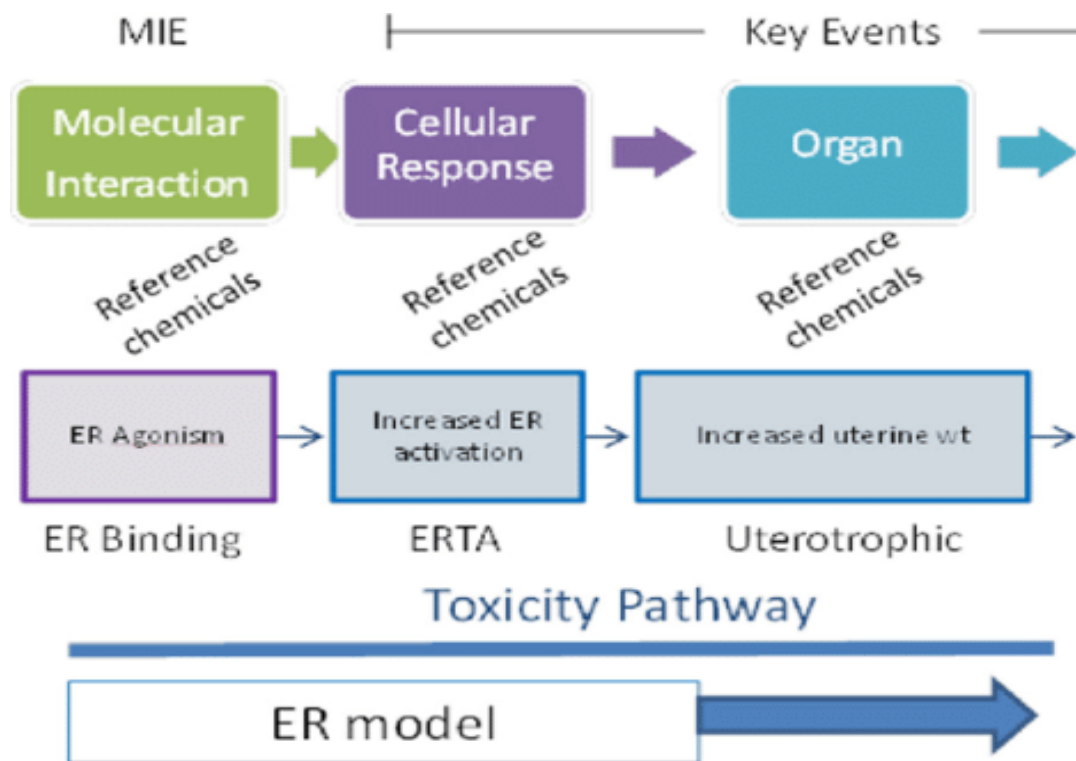 MIE
Key Events
Molecular
Interaction
Cellular
Response
Organ
Reference
chemicals
Reference
chemicals
Reference
chemicals
ER Agonism
Increased ER
activation
Increased uterine wt
ER Binding
ERTA
Uterotrophic
Toxicity Pathway
ER model